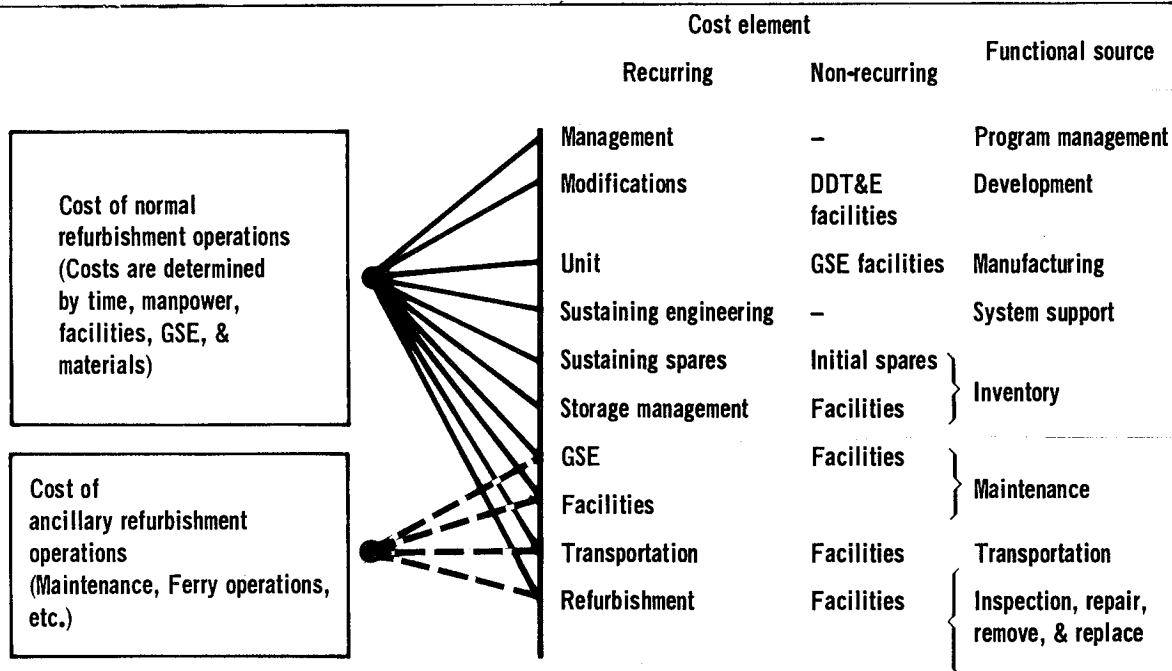 Cost element
Recurring Non-recurring Functional source
Cost of normal
refurbishment operations
(Costs are determined
by time, manpower,
facilities, GSE, &
materials)
Cost of
ancillary refurbishment
operations
(Maintenance, Ferry operations,
etc.)
Management – Program management
Modifications DDT&E Development
facilities
Unit GSE facilities Manufacturing
Sustaining engineering – System support
Sustaining spares Initial spares
Inventory
Storage management Facilities
GSE Facilities
Maintenance
Facilities
Transportation Facilities Transportation
Refurbishment Facilities Inspection, repair,
remove, & replace